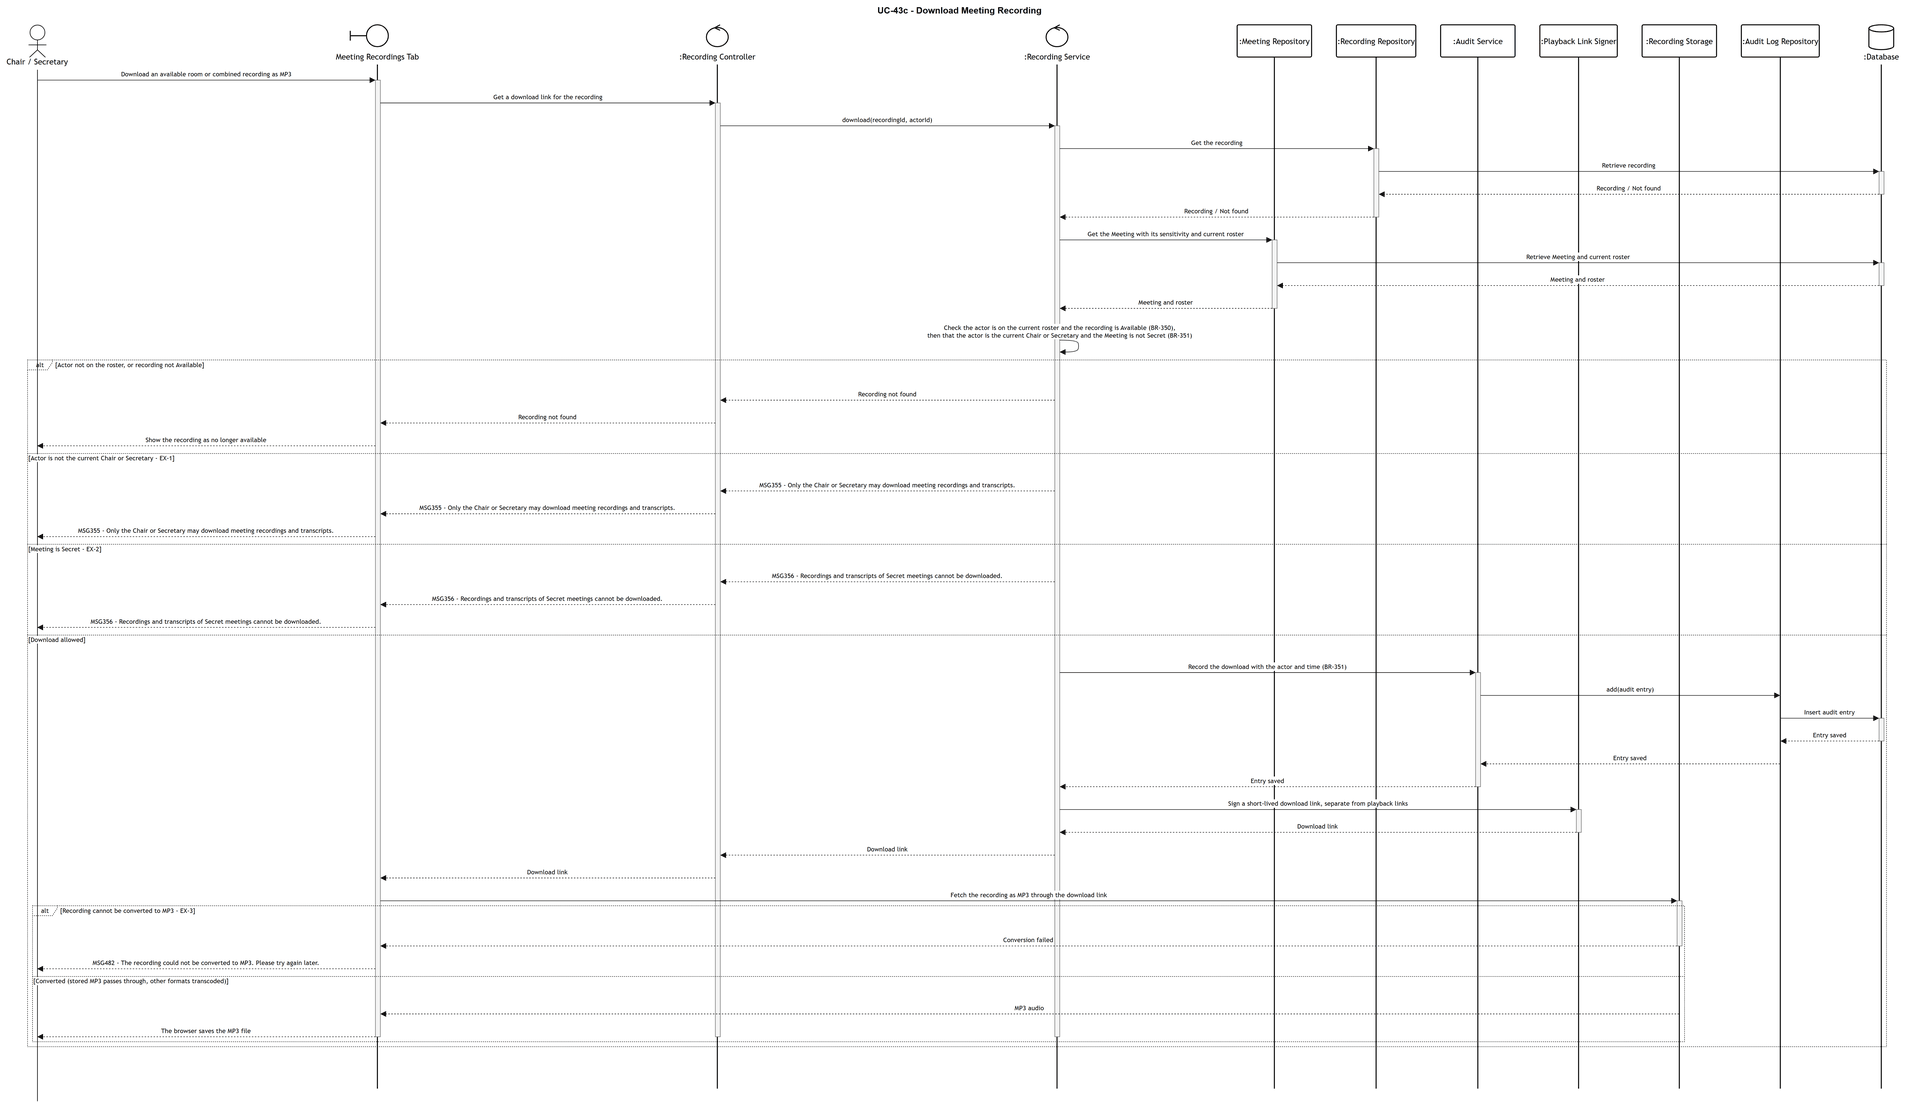 UC-43c - Download Meeting Recording
Chair / Secretary
Meeting Recordings Tab
:Recording Controller
:Recording Service
:Meeting Repository
:Recording Repository
:Audit Service
:Playback Link Signer
:Recording Storage
:Audit Log Repository
:Database
Download an available room or combined recording as MP3
Get a download link for the recording
download(recordingId, actorId)
Get the recording
Retrieve recording
Recording / Not found
Recording / Not found
Get the Meeting with its sensitivity and current roster
Retrieve Meeting and current roster
Meeting and roster
Meeting and roster
Check the actor is on the current roster and the recording is Available (BR-350),
then that the actor is the current Chair or Secretary and the Meeting is not Secret (BR-351)
alt
[Actor not on the roster, or recording not Available]
Recording not found
Recording not found
Show the recording as no longer available
[Actor is not the current Chair or Secretary - EX-1]
MSG355 - Only the Chair or Secretary may download meeting recordings and transcripts.
MSG355 - Only the Chair or Secretary may download meeting recordings and transcripts.
MSG355 - Only the Chair or Secretary may download meeting recordings and transcripts.
[Meeting is Secret - EX-2]
MSG356 - Recordings and transcripts of Secret meetings cannot be downloaded.
MSG356 - Recordings and transcripts of Secret meetings cannot be downloaded.
MSG356 - Recordings and transcripts of Secret meetings cannot be downloaded.
[Download allowed]
Record the download with the actor and time (BR-351)
add(audit entry)
Insert audit entry
Entry saved
Entry saved
Entry saved
Sign a short-lived download link, separate from playback links
Download link
Download link
Download link
Fetch the recording as MP3 through the download link
alt
[Recording cannot be converted to MP3 - EX-3]
Conversion failed
MSG482 - The recording could not be converted to MP3. Please try again later.
[Converted (stored MP3 passes through, other formats transcoded)]
MP3 audio
The browser saves the MP3 file